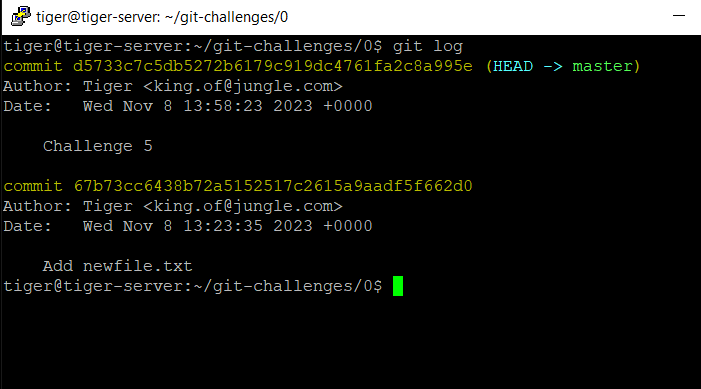 tiger@tiger-server: ~/git-challenges/0
tiger@tiger-server:~/git-challenges/0$ git log
commit d5733c7c5db5272b6179c919dc4761fa2c8a995e (HEAD -> master)
Author: Tiger <king.of@jungle.com>
Date:   Wed Nov 8 13:58:23 2023 +0000
    Challenge 5
commit 67b73cc6438b72a5152517c2615a9aadf5f662d0
Author: Tiger <king.of@jungle.com>
Date:   Wed Nov 8 13:23:35 2023 +0000
    Add newfile.txt
tiger@tiger-server:~/git-challenges/0$